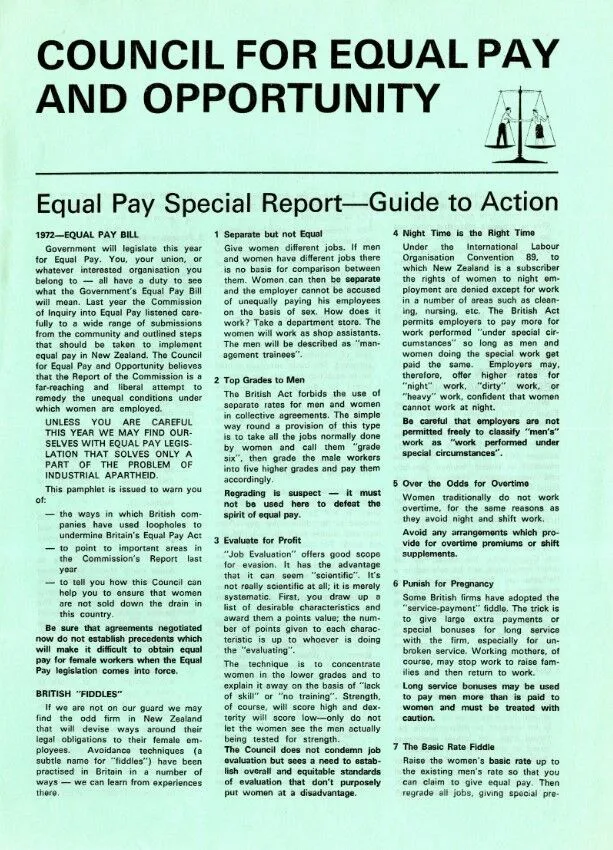 COUNCIL FOR EQUAL PAY
AND OPPORTUNITY
Equal Pay Special Report—Guide to Action
1972—EQUAL PAY BILL
Government will legislate this year
for Equal Pay. You, your union, or
whatever interested organisation you
belong to — all have a duty to see
what the Government's Equal Pay Bill
will mean. Last year the Commission
of Inquiry into Equal Pay listened care-
fully to a wide range of submissions
from the community and outlined steps
that should be taken to implement
equal pay in New Zealand. The Council
for Equal Pay and Opportunity believes
that the Report of the Commission is a
far-reaching and liberal attempt to
remedy the unequal conditions under
which women are employed.
UNLESS YOU ARE CAREFUL
THIS YEAR WE MAY FIND OUR-
SELVES WITH EQUAL PAY LEGIS-
LATION THAT SOLVES ONLY A
PART OF THE PROBLEM OF
INDUSTRIAL APARTHEID.
This pamphlet is issued to warn you
of:
— the ways in which British com-
panies have used loopholes to
undermine Britain's Equal Pay Act
— to point to important areas in
the Commission's Report last
year
— to tell you how this Council can
help you to ensure that women
are not sold down the drain in
this country.
Be sure that agreements negotiated
now do not establish precedents which
will make it difficult to obtain equal
pay for female workers when the Equal
Pay legislation comes into force.
BRITISH "FIDDLES"
If we are not on our guard we may
find the odd firm in New Zealand
that will devise ways around their
legal obligations to their female em-
ployees. Avoidance techniques (a
subtle name for "fiddles") have been
practised in Britain in a number of
ways — we can learn from experiences
there.
1 Separate but not Equal
Give women different jobs. If men
and women have different jobs there
is no basis for comparison between
them. Women can then be separate
and the employer cannot be accused
of unequally paying his employees
on the basis of sex. How does it
work? Take a department store. The
women will work as shop assistants.
The men will be described as "man-
agement trainees".
2 Top Grades to Men
The British Act forbids the use of
separate rates for men and women
in collective agreements. The simple
way round a provision of this type
is to take all the jobs normally done
by women and call them "grade
six", then grade the male workers
into five higher grades and pay them
accordingly.
Regrading is suspect — it must
not be used here to defeat the
spirit of equal pay.
3 Evaluate for Profit
"Job Evaluation" offers good scope
for evasion. It has the advantage
that it can seem "scientific". It's
not really scientific at all; it is merely
systematic. First, you draw up a
list of desirable characteristics and
award them a points value; the num-
ber of points given to each charac-
teristic is up to whoever is doing
the "evaluating".
The technique is to concentrate
women in the lower grades and to
explain it away on the basis of "lack
of skill" or "no training". Strength,
of course, will score high and dex-
terity will score low—only do not
let the women see the men actually
being tested for strength.
The Council does not condemn job
evaluation but sees a need to estab-
lish overall and equitable standards
of evaluation that don't purposely
put women at a disadvantage.
4 Night Time is the Right Time
Under the International Labour
Organisation Convention 89, to
which New Zealand is a subscriber
the rights of women to night em-
ployment are denied except for work
in a number of areas such as clean-
ing, nursing, etc. The British Act
permits employers to pay more for
work performed "under special cir-
cumstances" so long as men and
women doing the special work get
paid the same. Employers may,
therefore, offer higher rates for
"night" work, "dirty" work, or
"heavy" work, confident that women
cannot work at night.
Be careful that employers are not
permitted freely to classify "men's"
work as "work performed under
special circumstances".
5 Over the Odds for Overtime
Women traditionally do not work
overtime, for the same reasons as
they avoid night and shift work.
Avoid any arrangements which pro-
vide for overtime premiums or shift
supplements.
6 Punish for Pregnancy
Some British firms have adopted the
"service-payment" fiddle. The trick is
to give large extra payments or
special bonuses for long service
with the firm, especially for un-
broken service. Working mothers, of
course, may stop work to raise fam-
ilies and then return to work.
Long service bonuses may be used
to pay men more than is paid to
women and must be treated with
caution.
7 The Basic Rate Fiddle
Raise the women's basic rate up to
the existing men's rate so that you
can claim to give equal pay. Then
regrade all jobs, giving special pre-